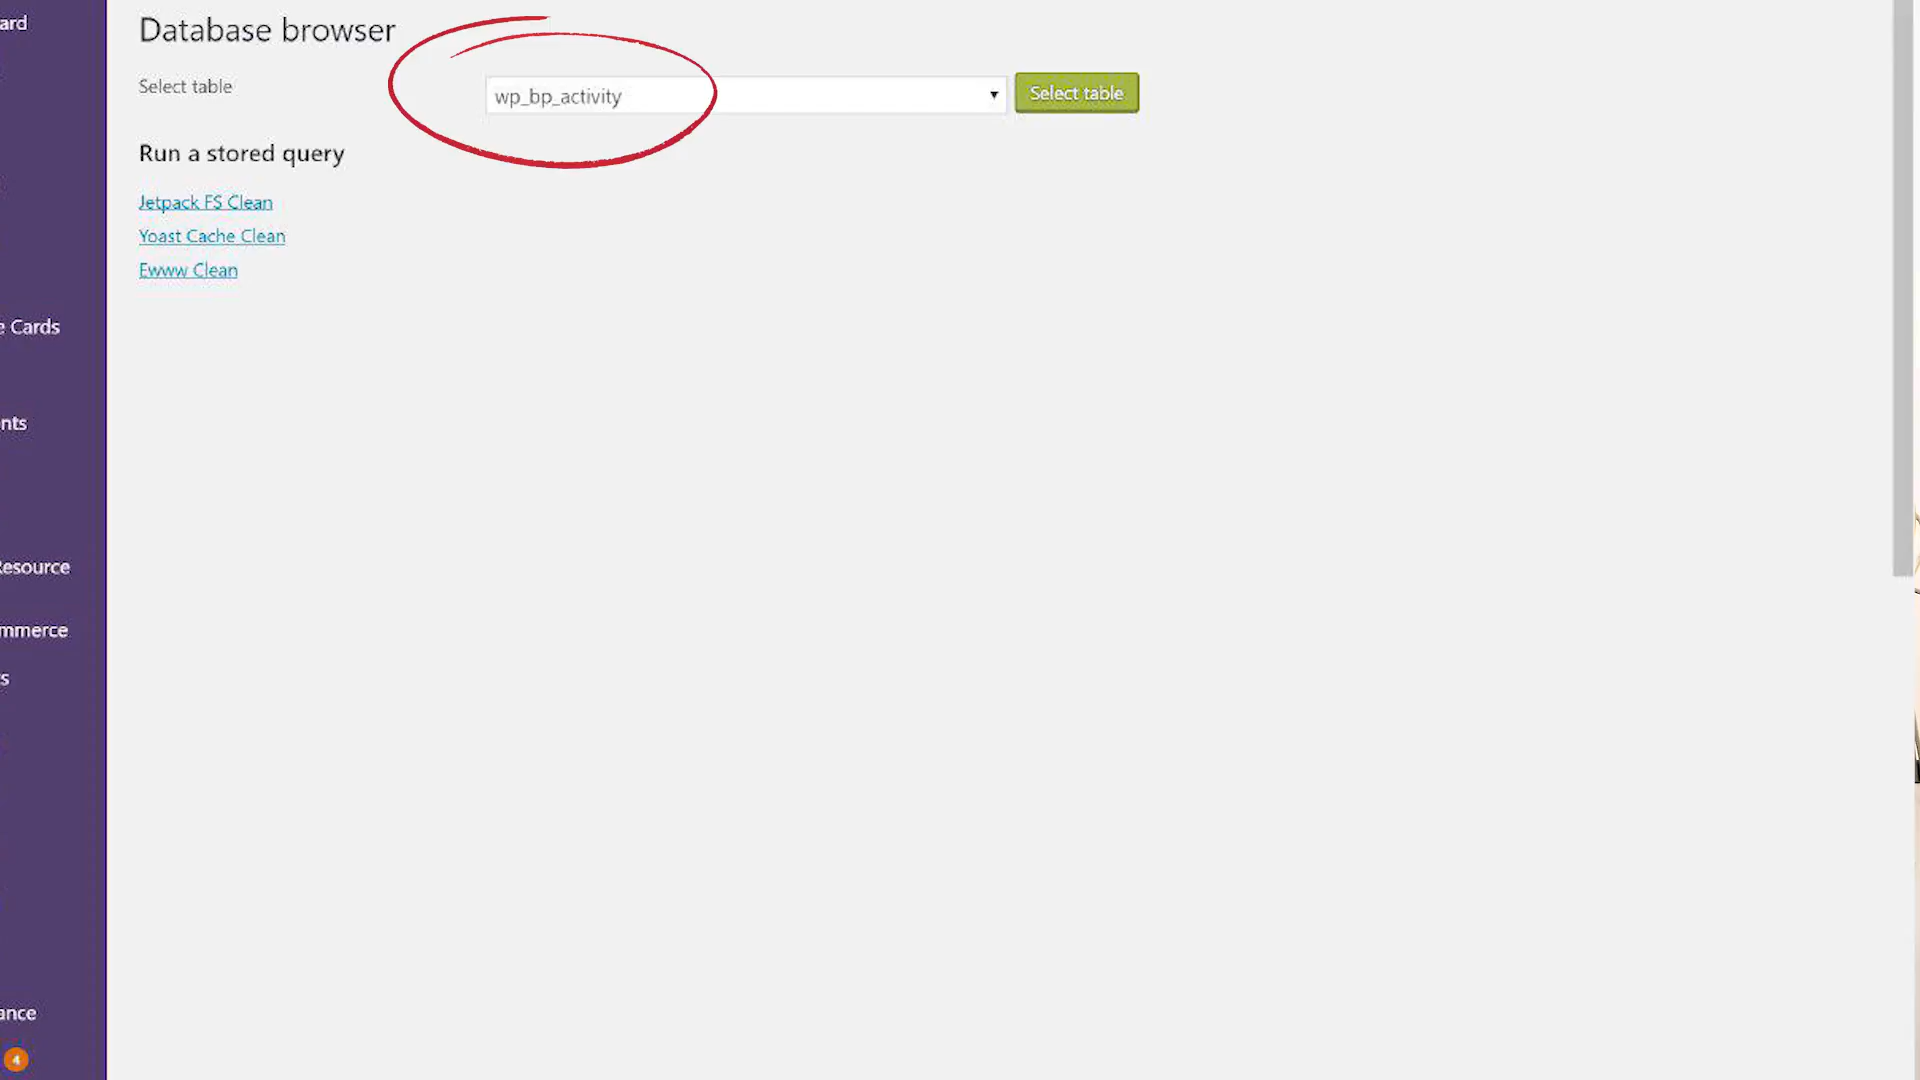 ard
Database browser
Select table
wp_bp_activity
Select table
Run a stored query
Jetpack FS Clean
Yoast Cache Clean
Ewww Clean
e Cards
nts
Resource
mmerce
s
ance
4